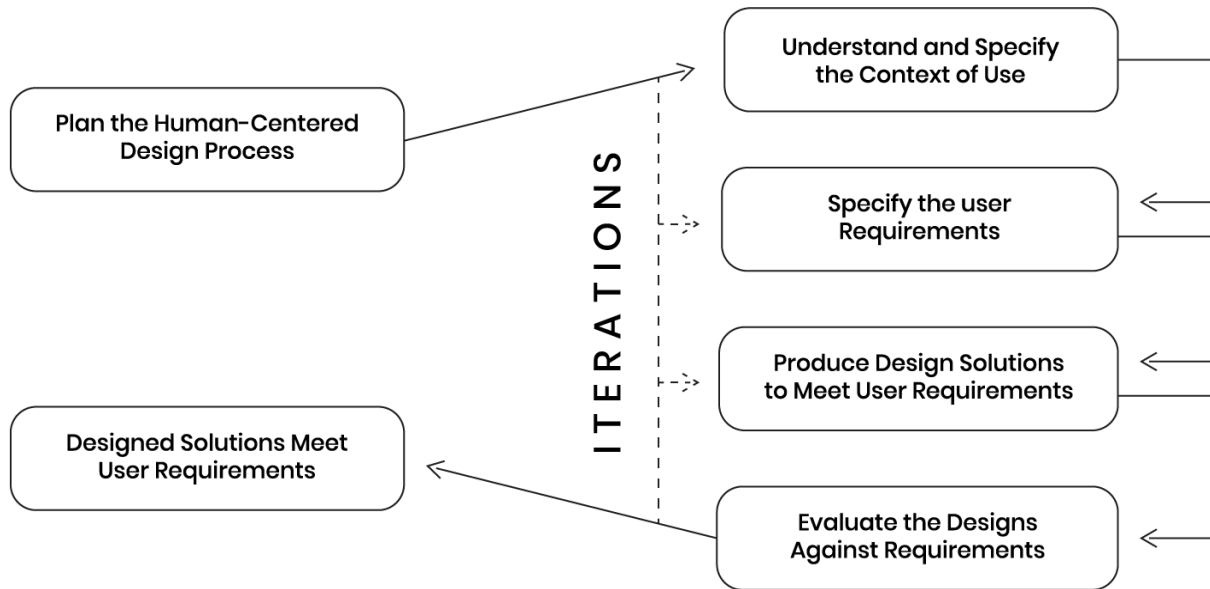 Plan the Human-Centered
Design Process
Understand and Specify
the Context of Use
Specify the user
Requirements
Produce Design Solutions
to Meet User Requirements
Evaluate the Designs
Against Requirements
Designed Solutions Meet
User Requirements
ITERATIONS